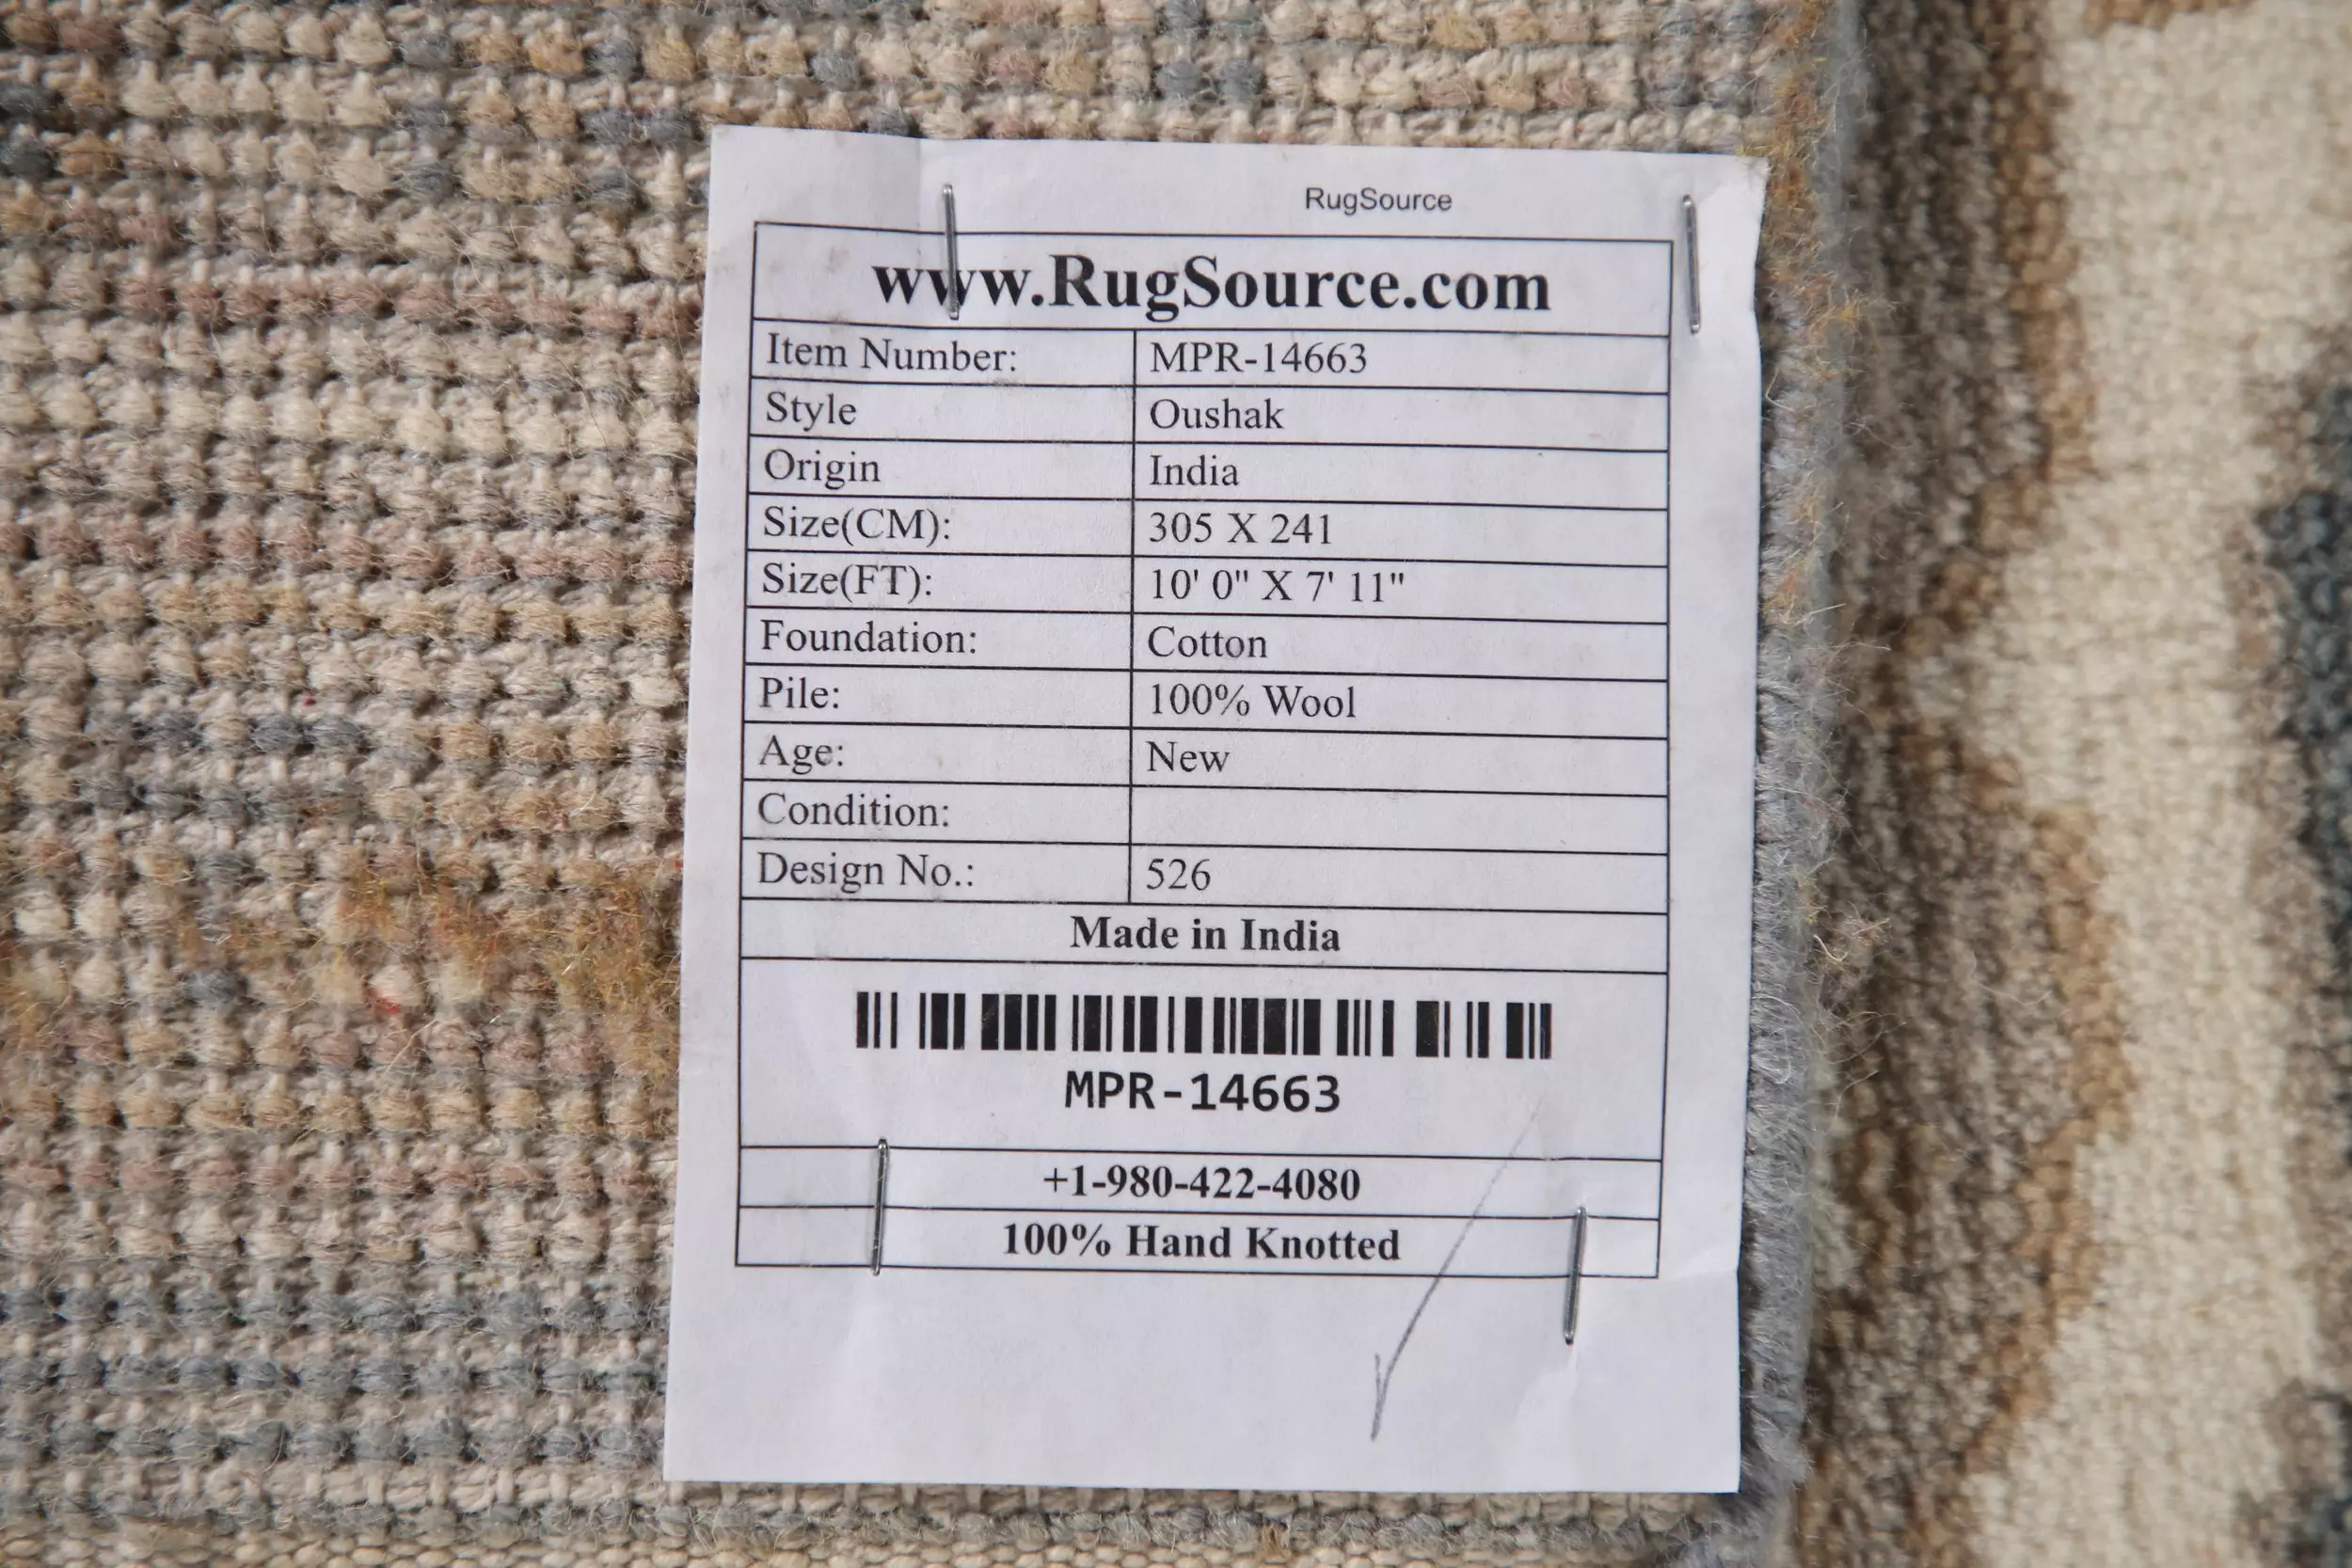 RugSource
www.RugSource.com
Item Number: MPR-14663
Style Oushak
Origin India
Size(CM): 305 X 241
Size(FT): 10' 0" X 7' 11"
Foundation: Cotton
Pile: 100% Wool
Age: New
Condition:
Design No.: 526
Made in India
MPR-14663
+1-980-422-4080
100% Hand Knotted